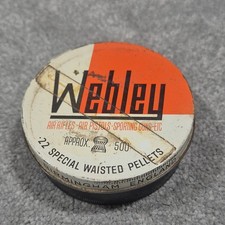 Webley
AIR RIFLES·AIR PISTOLS·SPORTING GUNS·ETC
APPROX. 500
.22 SPECIAL WAISTED PELLETS
BIRMINGHAM ENGLAND